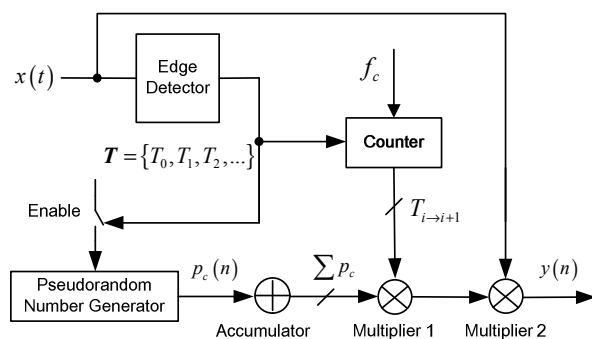 x(t)
Edge
Detector
f_c
Counter
T = {T_0, T_1, T_2, ...}
T_{i→i+1}
Enable
Pseudorandom
Number Generator
p_c(n)
∑ p_c
y(n)
Accumulator
Multiplier 1
Multiplier 2